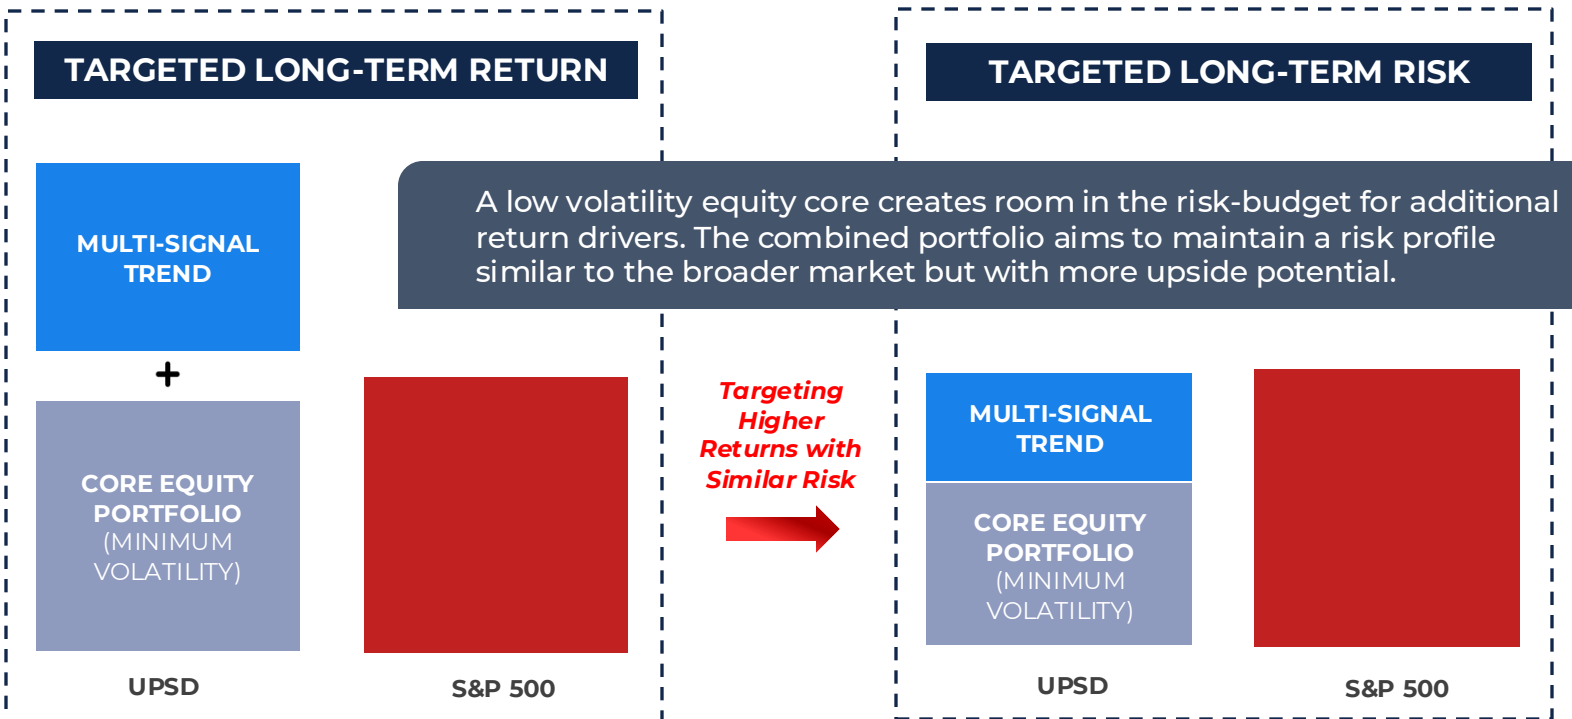 TARGETED LONG-TERM RETURN
TARGETED LONG-TERM RISK
A low volatility equity core creates room in the risk-budget for additional
return drivers. The combined portfolio aims to maintain a risk profile
similar to the broader market but with more upside potential.
MULTI-SIGNAL
TREND
+
CORE EQUITY
PORTFOLIO
(MINIMUM
VOLATILITY)
UPSD
S&P 500
Targeting
Higher
Returns with
Similar Risk
MULTI-SIGNAL
TREND
CORE EQUITY
PORTFOLIO
(MINIMUM
VOLATILITY)
UPSD
S&P 500